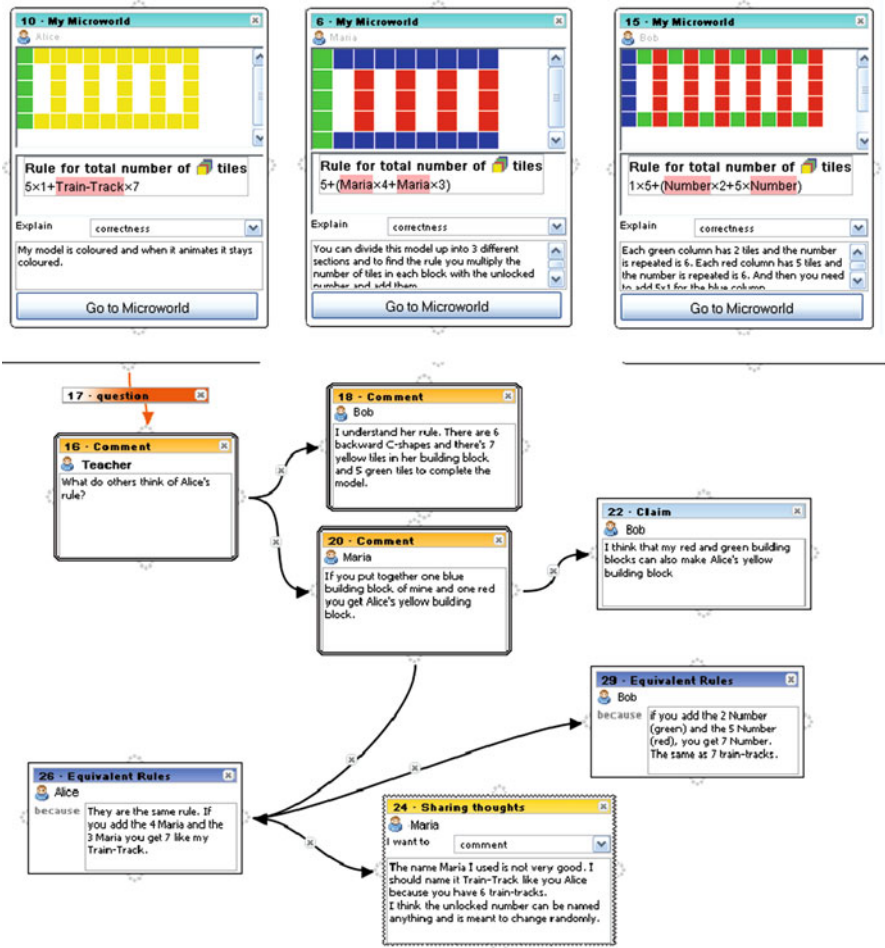 10 - My Microworld
Alice
Rule for total number of tiles
5×1+Train-Track×7
Explain correctness
My model is coloured and when it animates it stays
coloured.
Go to Microworld
6 - My Microworld
Maria
Rule for total number of tiles
5+(Maria×4+Maria×3)
Explain correctness
You can divide this model up into 3 different
sections and to find the rule you multiply the
number of tiles in each block with the unlocked
number and add them
Go to Microworld
15 - My Microworld
Bob
Rule for total number of tiles
1×5+(Number×2+5×Number)
Explain correctness
Each green column has 2 tiles and the number
is repeated is 6. Each red column has 5 tiles and
the number is repeated is 6. And then you need
to add 5x1 for the blue column
Go to Microworld
17 - question
16 - Comment
Teacher
What do others think of Alice's
rule?
18 - Comment
Bob
I understand her rule. There are 6
backward C-shapes and there's 7
yellow tiles in her building block
and 5 green tiles to complete the
model.
20 - Comment
Maria
If you put together one blue
building block of mine and one red
you get Alice's yellow building
block.
22 - Claim
Bob
I think that my red and green building
blocks can also make Alice's yellow
building block
29 - Equivalent Rules
Bob
because if you add the 2 Number
(green) and the 5 Number
(red), you get 7 Number.
The same as 7 train-tracks.
26 - Equivalent Rules
Alice
because They are the same rule. If
you add the 4 Maria and the
3 Maria you get 7 like my
Train-Track.
24 - Sharing thoughts
Maria
I want to comment
The name Maria I used is not very good. I
should name it Train-Track like you Alice
because you have 6 train-tracks.
I think the unlocked number can be named
anything and is meant to change randomly.